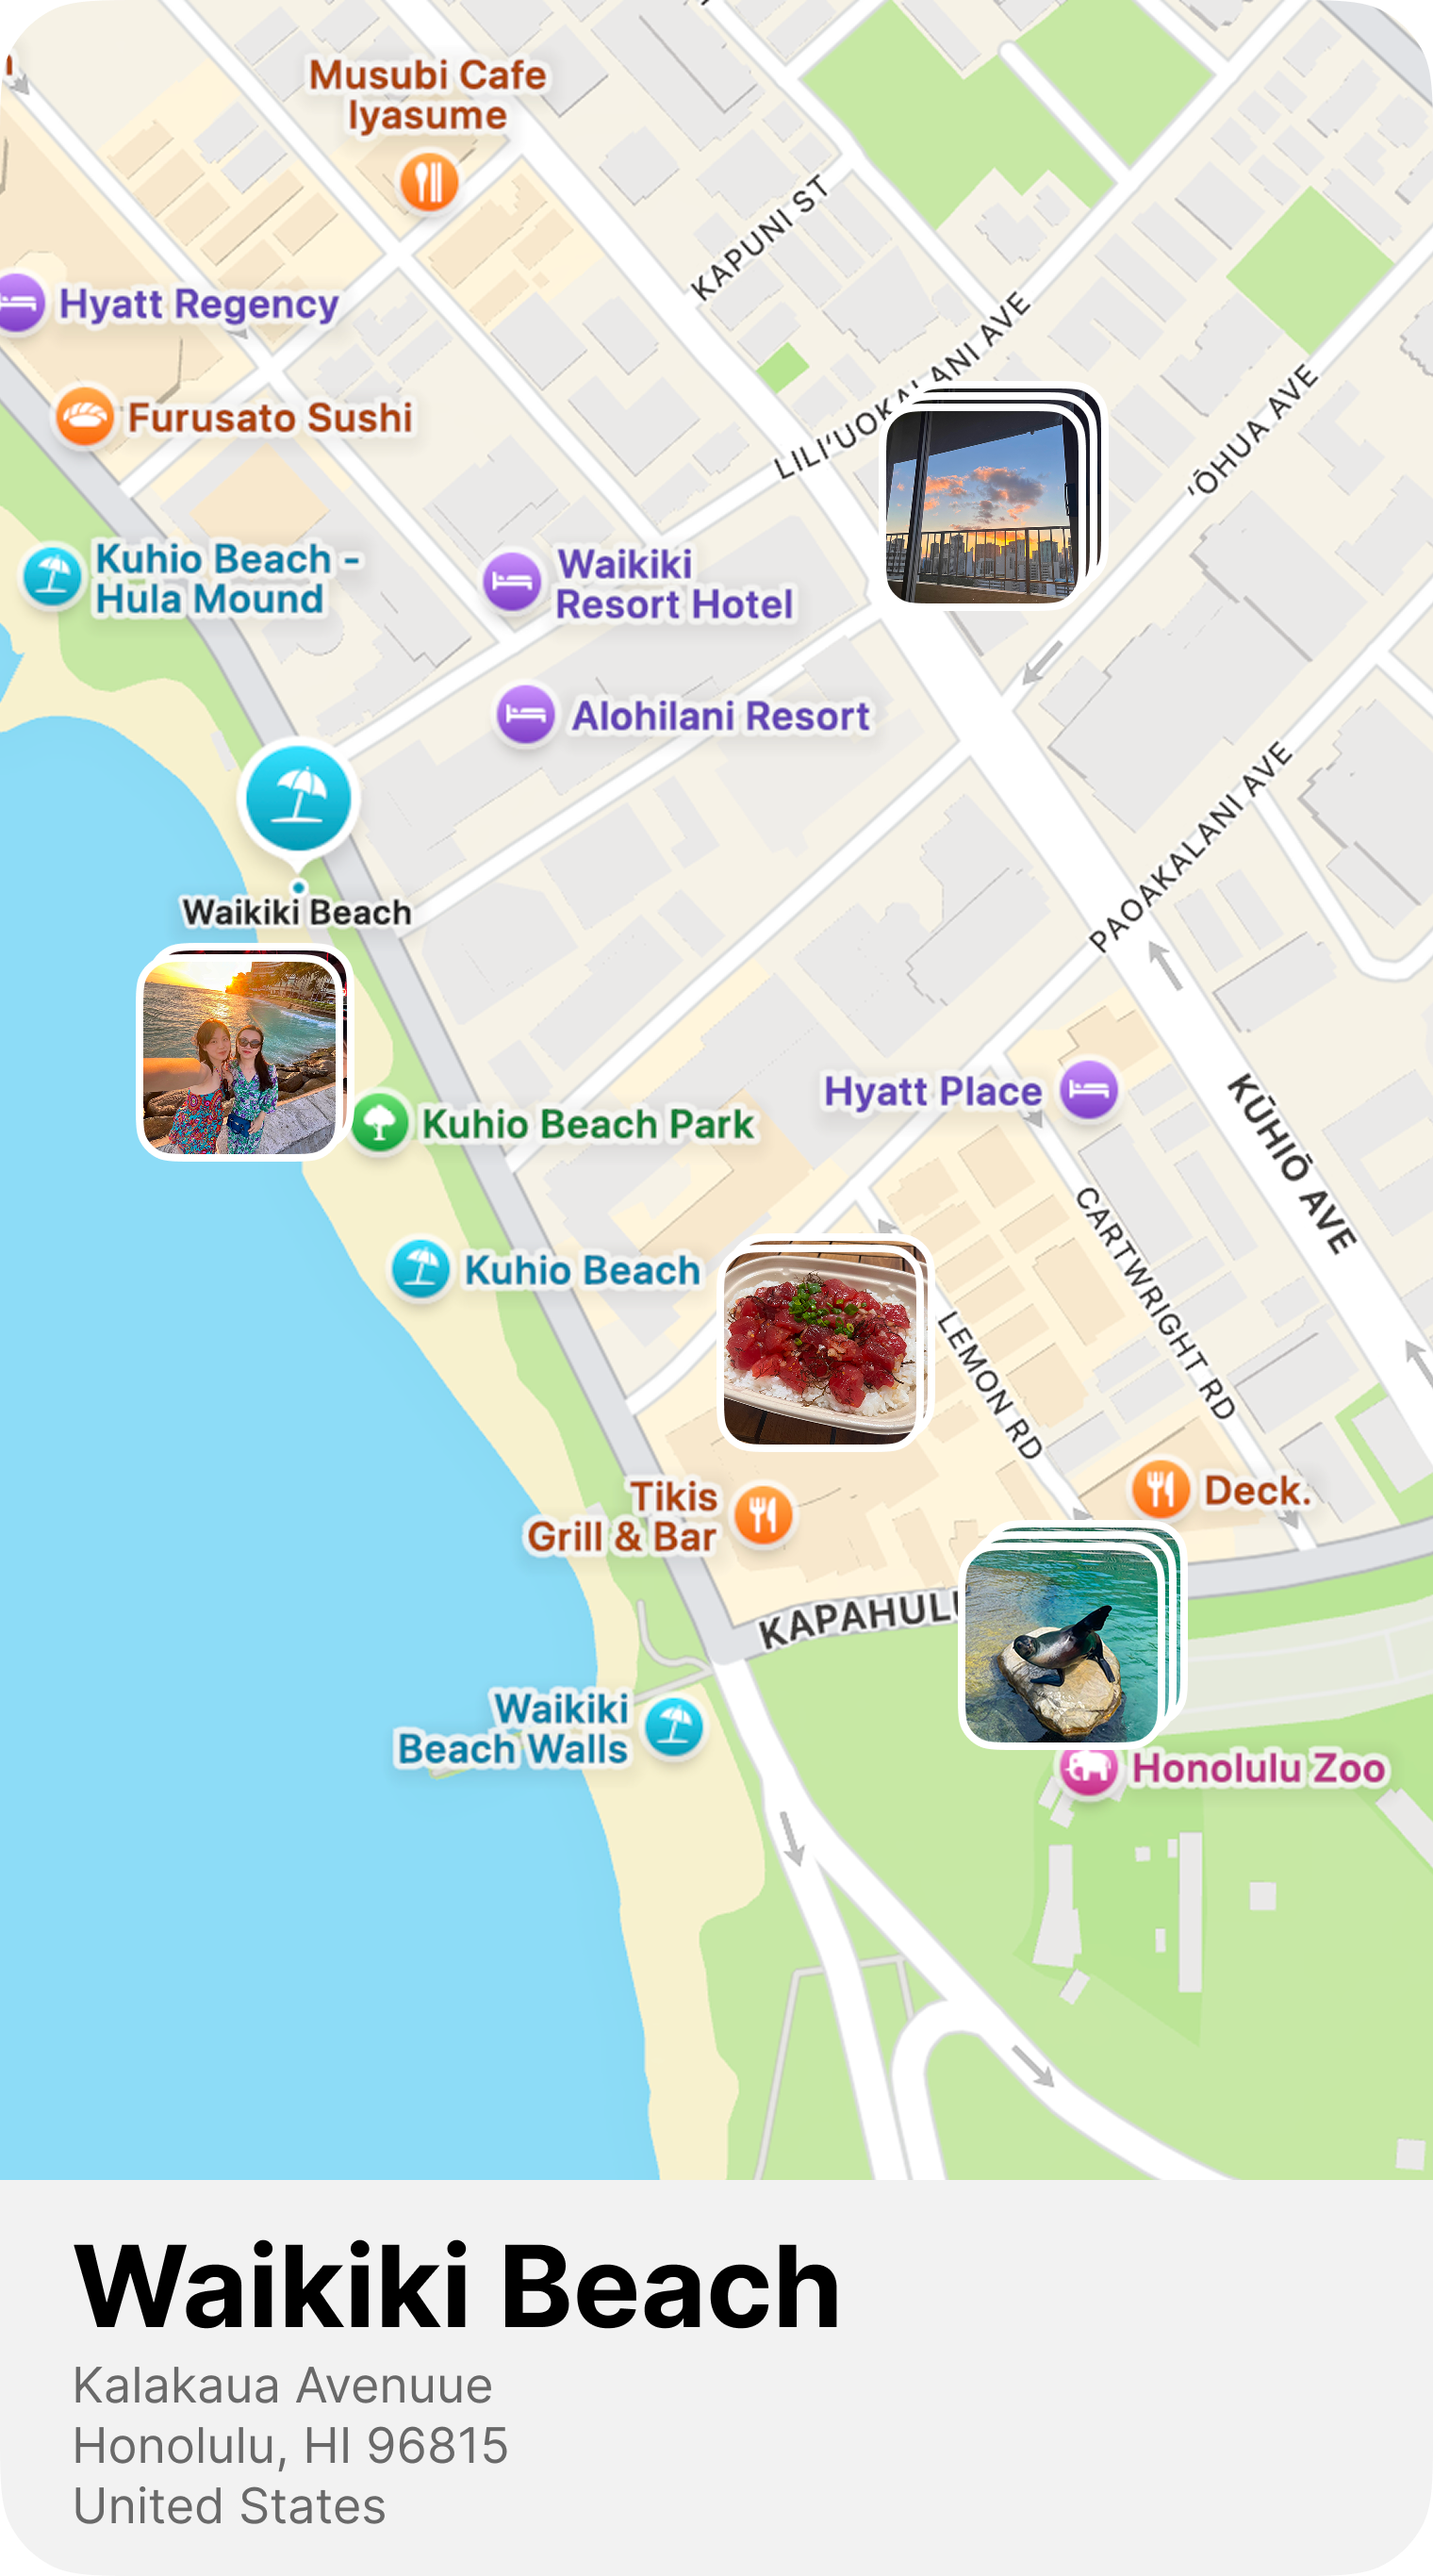 Musubi Cafe
Iyasume
KAPUNI ST
Hyatt Regency
LILI'UOKALANI AVE
Furusato Sushi
'ŌHUA AVE
Kuhio Beach -
Hula Mound
Waikiki
Resort Hotel
Alohilani Resort
PAOAKALANI AVE
Waikiki Beach
Hyatt Place
Kuhio Beach Park
KŪHIŌ AVE
CARTWRIGHT RD
Kuhio Beach
LEMON RD
Tikis
Grill & Bar
Deck.
KAPAHULU
Waikiki
Beach Walls
Honolulu Zoo
Waikiki Beach
Kalakaua Avenuue
Honolulu, HI 96815
United States